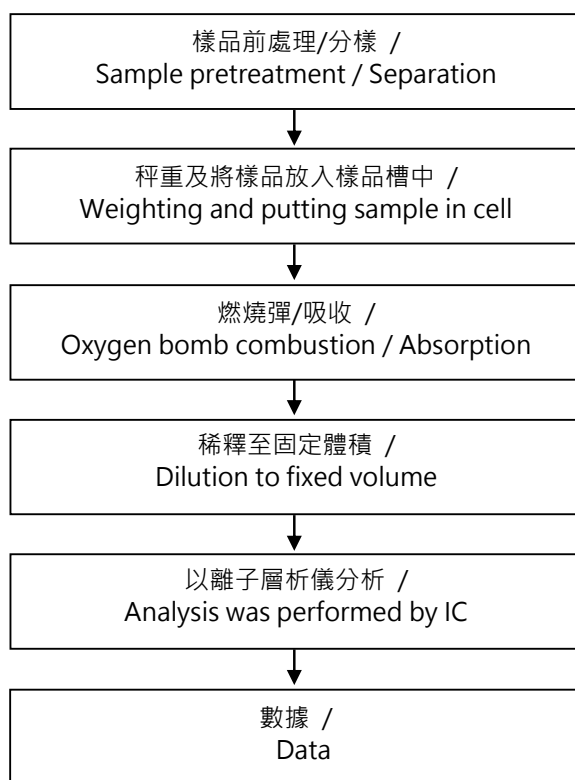 樣品前處理/分樣 /
Sample pretreatment / Separation
秤重及將樣品放入樣品槽中 /
Weighting and putting sample in cell
燃燒彈/吸收 /
Oxygen bomb combustion / Absorption
稀釋至固定體積 /
Dilution to fixed volume
以離子層析儀分析 /
Analysis was performed by IC
數據 /
Data